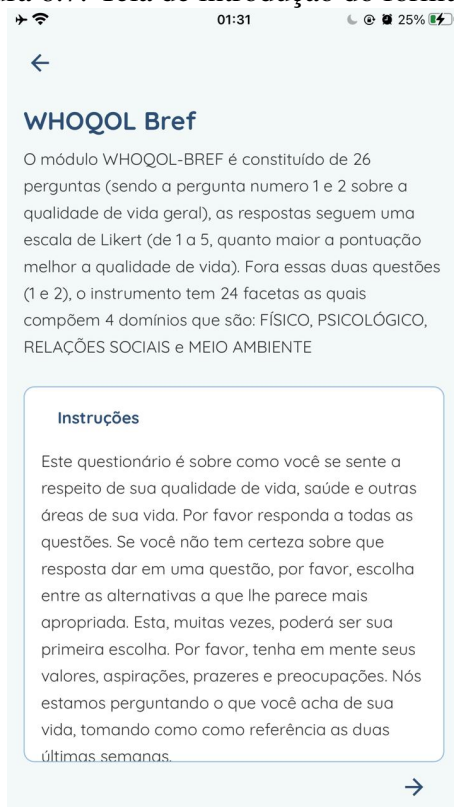 01:31
25%
WHOQOL Bref
O módulo WHOQOL-BREF é constituído de 26
perguntas (sendo a pergunta numero 1 e 2 sobre a
qualidade de vida geral), as respostas seguem uma
escala de Likert (de 1 a 5, quanto maior a pontuação
melhor a qualidade de vida). Fora essas duas questões
(1 e 2), o instrumento tem 24 facetas as quais
compõem 4 domínios que são: FÍSICO, PSICOLÓGICO,
RELAÇÕES SOCIAIS e MEIO AMBIENTE
Instruções
Este questionário é sobre como você se sente a
respeito de sua qualidade de vida, saúde e outras
áreas de sua vida. Por favor responda a todas as
questões. Se você não tem certeza sobre que
resposta dar em uma questão, por favor, escolha
entre as alternativas a que lhe parece mais
apropriada. Esta, muitas vezes, poderá ser sua
primeira escolha. Por favor, tenha em mente seus
valores, aspirações, prazeres e preocupações. Nós
estamos perguntando o que você acha de sua
vida, tomando como como referência as duas
últimas semanas.